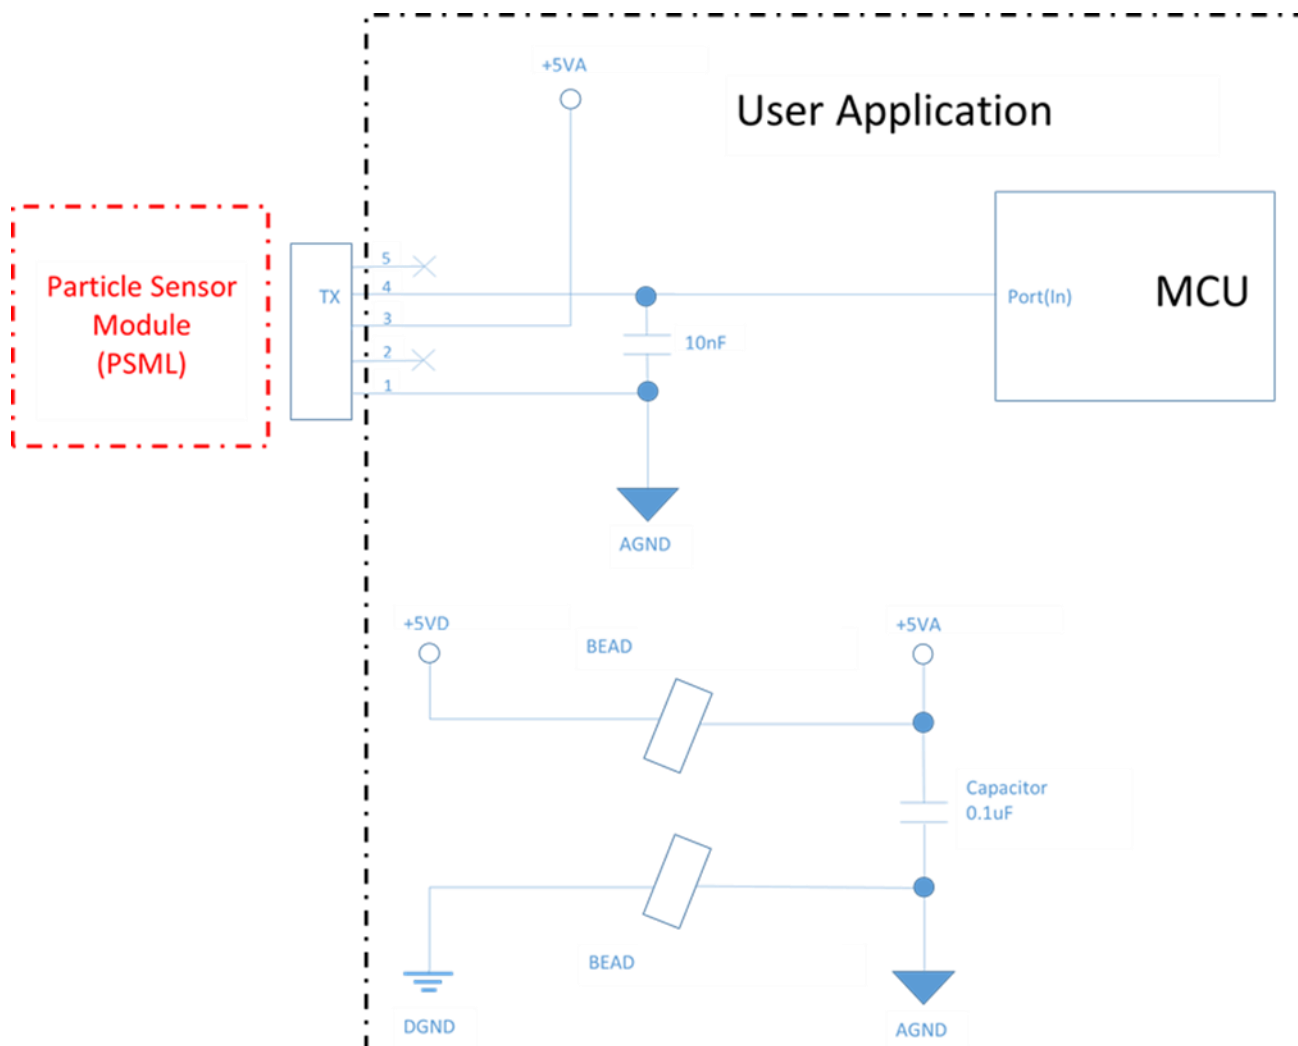 +5VA
User Application
Particle Sensor
Module
(PSML)
TX
5
4
3
2
1
10nF
Port(In)
MCU
AGND
+5VD
BEAD
+5VA
Capacitor
0.1uF
BEAD
DGND
AGND